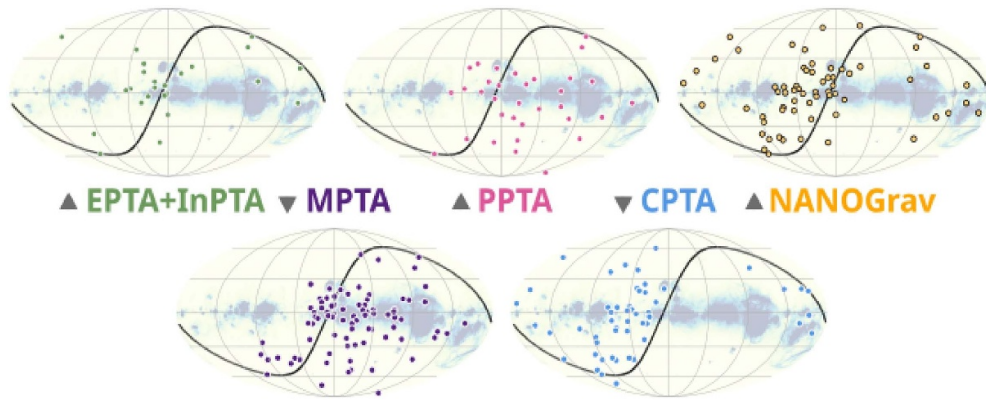 ▲ EPTA+InPTA ▼ MPTA ▲ PPTA ▼ CPTA ▲ NANOGrav